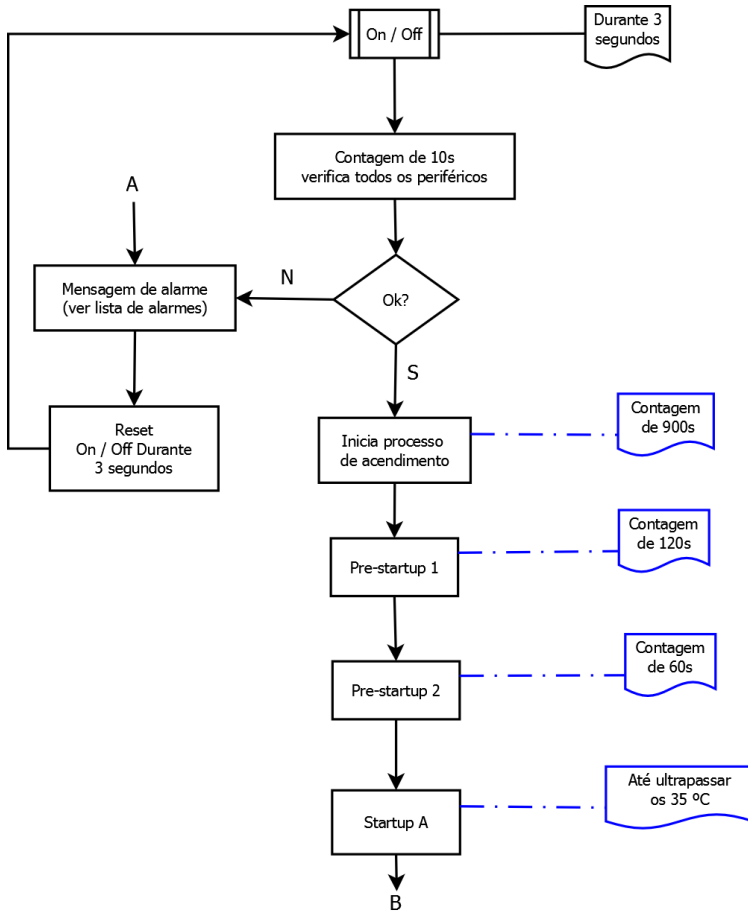 On / Off
Durante 3
segundos
Contagem de 10s
verifica todos os periféricos
A
Mensagem de alarme
(ver lista de alarmes)
N
Ok?
S
Reset
On / Off Durante
3 segundos
Inicia processo
de acendimento
Contagem
de 900s
Pre-startup 1
Contagem
de 120s
Pre-startup 2
Contagem
de 60s
Startup A
Até ultrapassar
os 35 ºC
B